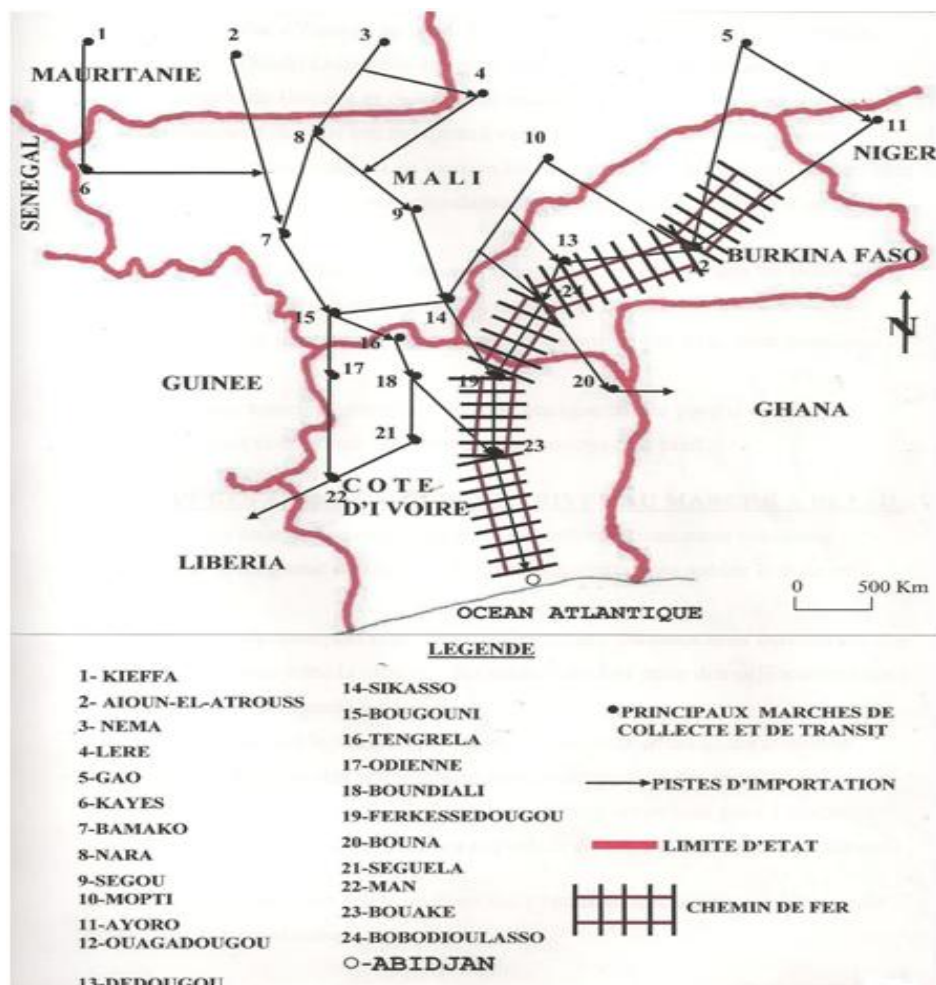 1
2
3
5
MAURITANIE
4
11
8
10
NIGER
SENEGAL
6
M A L I
9
7
13
12
BURKINA FASO
24
14
15
16
N
17
GUINEE
18
19
20
GHANA
21
23
22
C O T E
D'I VOIRE
LIBERIA
0 500 Km
OCEAN ATLANTIQUE
LEGENDE
1- KIEFFA
2- AIOUN-EL-ATROUSS
3- NEMA
4-LERE
5-GAO
6-KAYES
7-BAMAKO
8-NARA
9-SEGOU
10-MOPTI
11-AYORO
12-OUAGADOUGOU
13-DEDOUGOU
14-SIKASSO
15-BOUGOUNI
16-TENGRELA
17-ODIENNE
18-BOUNDIALI
19-FERKESSEDOUGOU
20-BOUNA
21-SEGUELA
22-MAN
23-BOUAKE
24-BOBODIOULASSO
O-ABIDJAN
PRINCIPAUX MARCHES DE
COLLECTE ET DE TRANSIT
PISTES D'IMPORTATION
LIMITE D'ETAT
CHEMIN DE FER